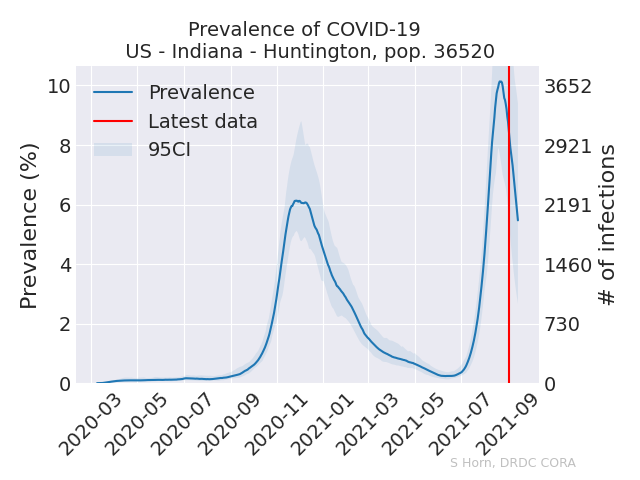 Prevalence of COVID-19
US - Indiana - Huntington, pop. 36520
Prevalence (%)
10
8
6
4
2
0
Prevalence
Latest data
95CI
3652
2921
2191
1460
730
0
# of infections
2020-03
2020-05
2020-07
2020-09
2020-11
2021-01
2021-03
2021-05
2021-07
2021-09
S Horn, DRDC CORA